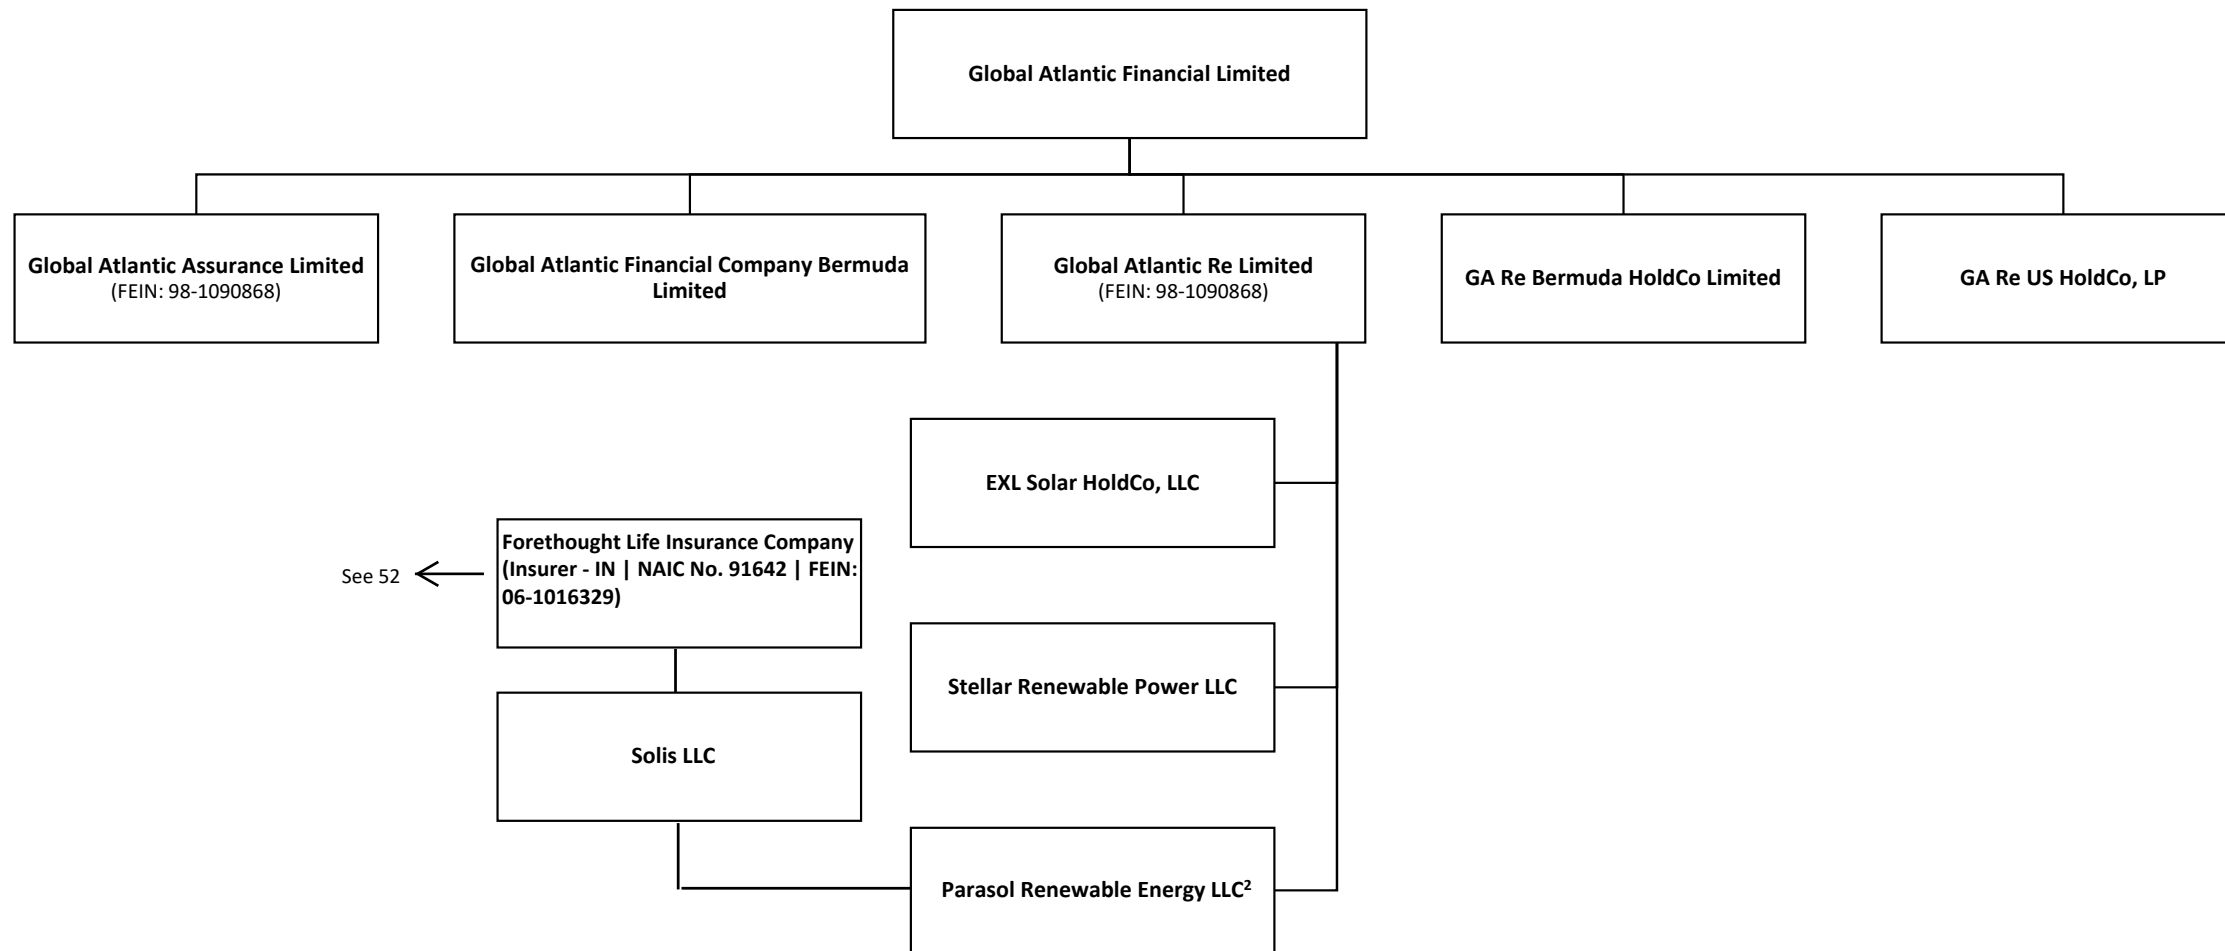 Global Atlantic Financial Limited
Global Atlantic Assurance Limited
(FEIN: 98-1090868)
Global Atlantic Financial Company Bermuda
Limited
Global Atlantic Re Limited
(FEIN: 98-1090868)
GA Re Bermuda HoldCo Limited
GA Re US HoldCo, LP
EXL Solar HoldCo, LLC
See 52
Forethought Life Insurance Company
(Insurer - IN | NAIC No. 91642 | FEIN:
06-1016329)
Stellar Renewable Power LLC
Solis LLC
Parasol Renewable Energy LLC²